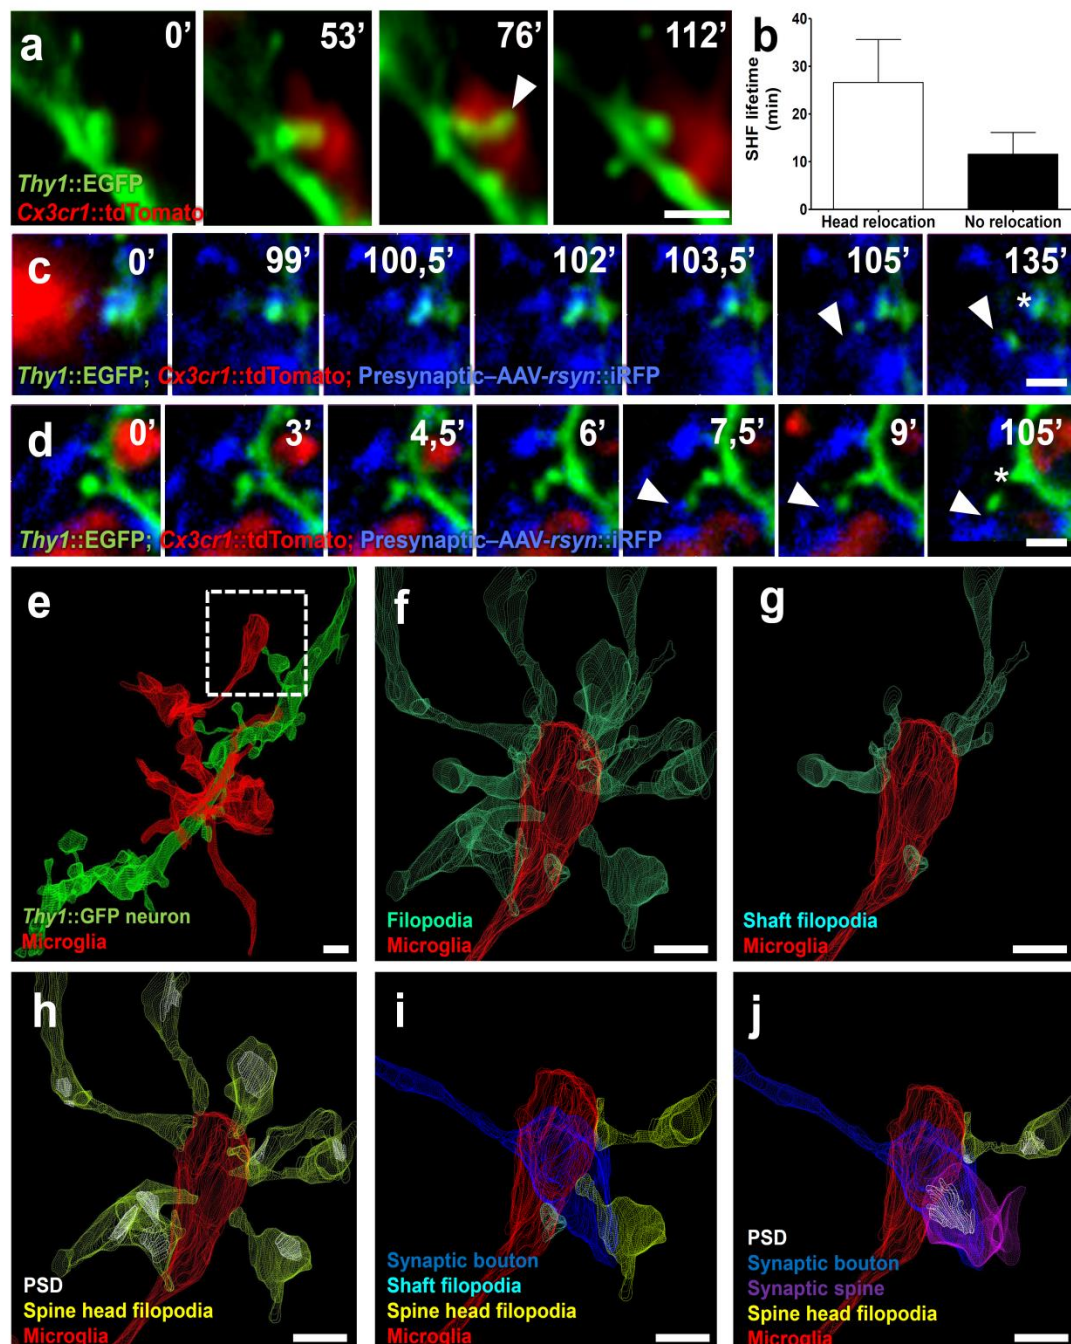 a
0’
53’
76’
112’
Thy1::EGFP
Cx3cr1::tdTomato
b
SHF lifetime
(min)
40
30
20
10
0
Head relocation
No relocation
c
0’
99’
100,5’
102’
103,5’
105’
135’
*
Thy1::EGFP; Cx3cr1::tdTomato; Presynaptic–AAV-rsyn::iRFP
d
0’
3’
4,5’
6’
7,5’
9’
105’
*
Thy1::EGFP; Cx3cr1::tdTomato; Presynaptic–AAV-rsyn::iRFP
e
Thy1::GFP neuron
Microglia
f
Filopodia
Microglia
g
Shaft filopodia
Microglia
h
PSD
Spine head filopodia
Microglia
i
Synaptic bouton
Shaft filopodia
Spine head filopodia
Microglia
j
PSD
Synaptic bouton
Synaptic spine
Spine head filopodia
Microglia